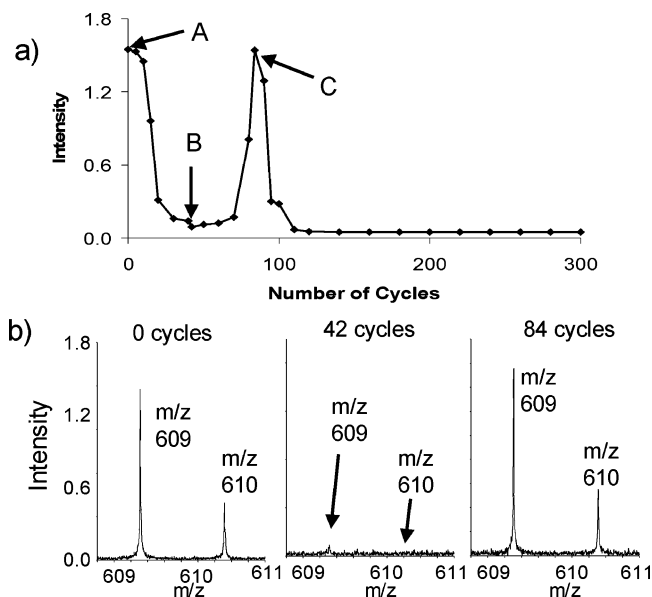 a)
1.8
1.2
0.6
0.0
Intensity
A
B
C
0 100 200 300
Number of Cycles
b)
0 cycles 42 cycles 84 cycles
1.8
1.2
0.6
0.0
Intensity
m/z
609
m/z
610
m/z
609
m/z
610
m/z
609
m/z
610
609 610 611 609 610 611 609 610 611
m/z m/z m/z